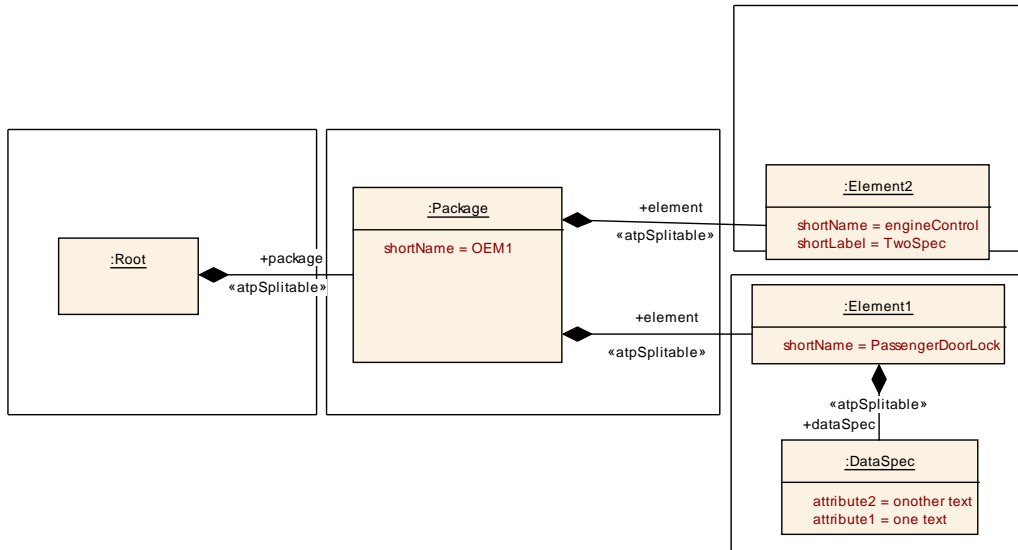 :Root
+package
«atpSplitable»
:Package
shortName = OEM1
+element
«atpSplitable»
+element
«atpSplitable»
:Element2
shortName = engineControl
shortLabel = TwoSpec
:Element1
shortName = PassengerDoorLock
«atpSplitable»
+dataSpec
:DataSpec
attribute2 = onother text
attribute1 = one text